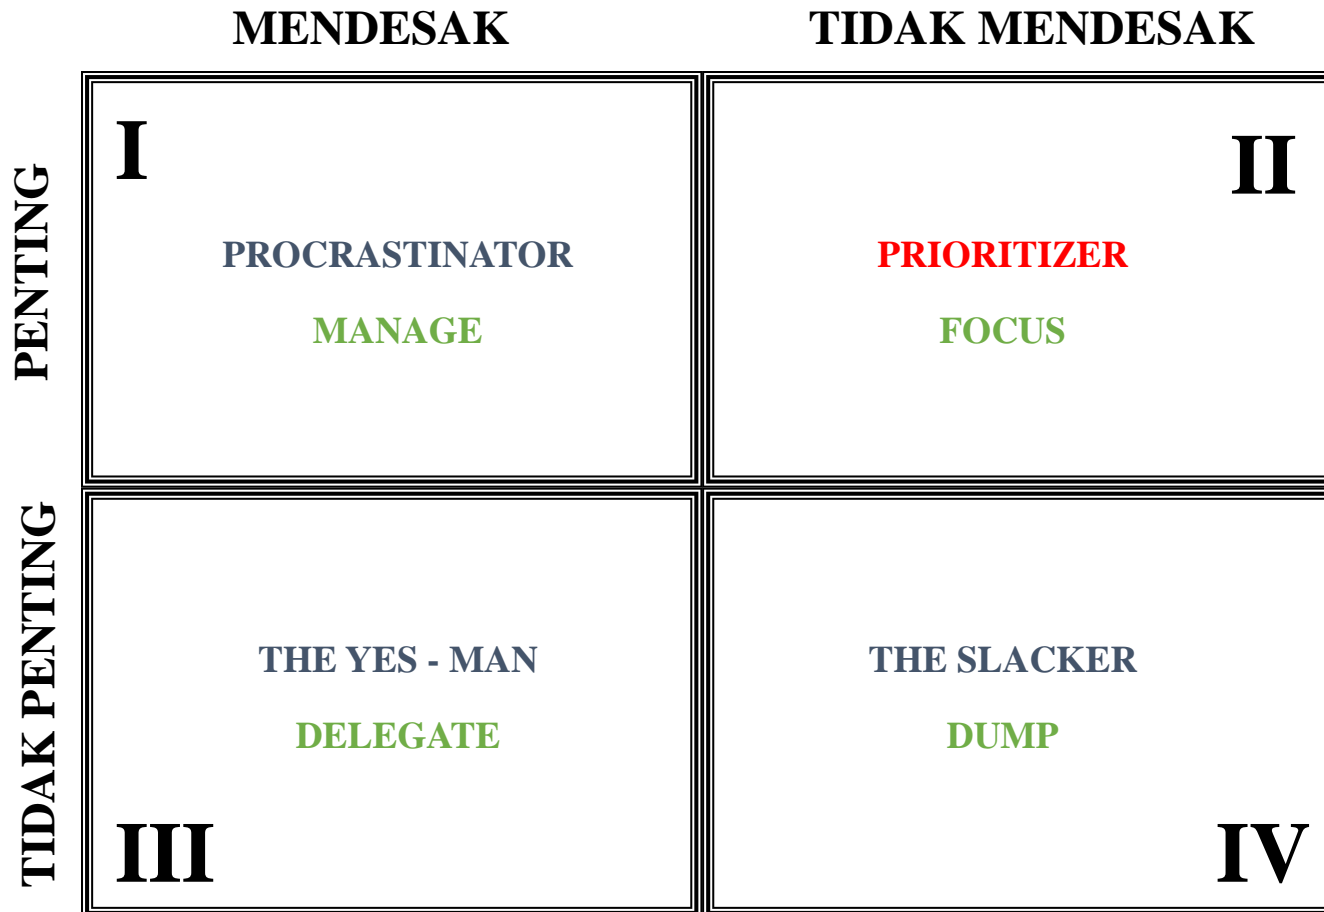 MENDESAK
TIDAK MENDESAK
PENTING
I
PROCRASTINATOR
MANAGE
II
PRIORITIZER
FOCUS
TIDAK PENTING
THE YES - MAN
DELEGATE
III
THE SLACKER
DUMP
IV